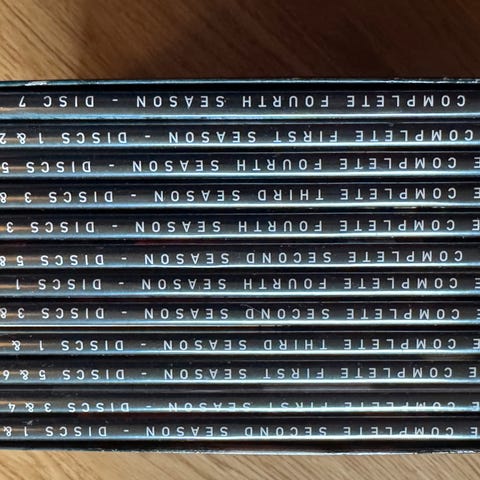 E COMPLETE SECOND SEASON DISCS 1&
E COMPLETE FIRST SEASON - DISCS 3&4
E COMPLETE FIRST SEASON - DISCS 5&6
E COMPLETE THIRD SEASON - DISCS 1 &
E COMPLETE SECOND SEASON - DISCS 3&
E COMPLETE FOURTH SEASON - DISCS 1
COMPLETE SECOND SEASON - DISCS 5&
E COMPLETE FOURTH SEASON - DISCS 3
E COMPLETE THIRD SEASON - DISCS 3 &
E COMPLETE FOURTH SEASON - DISCS 5
COMPLETE FIRST SEASON - DISCS 1&2
COMPLETE FOURTH SEASON - DISC 7